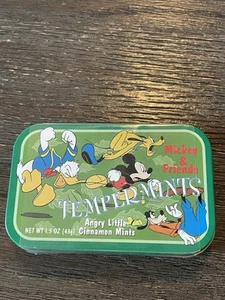 Mickey
&
Friends
TEMPERMINTS
Angry Little
Cinnamon Mints
NET WT 1.5 OZ (43g)